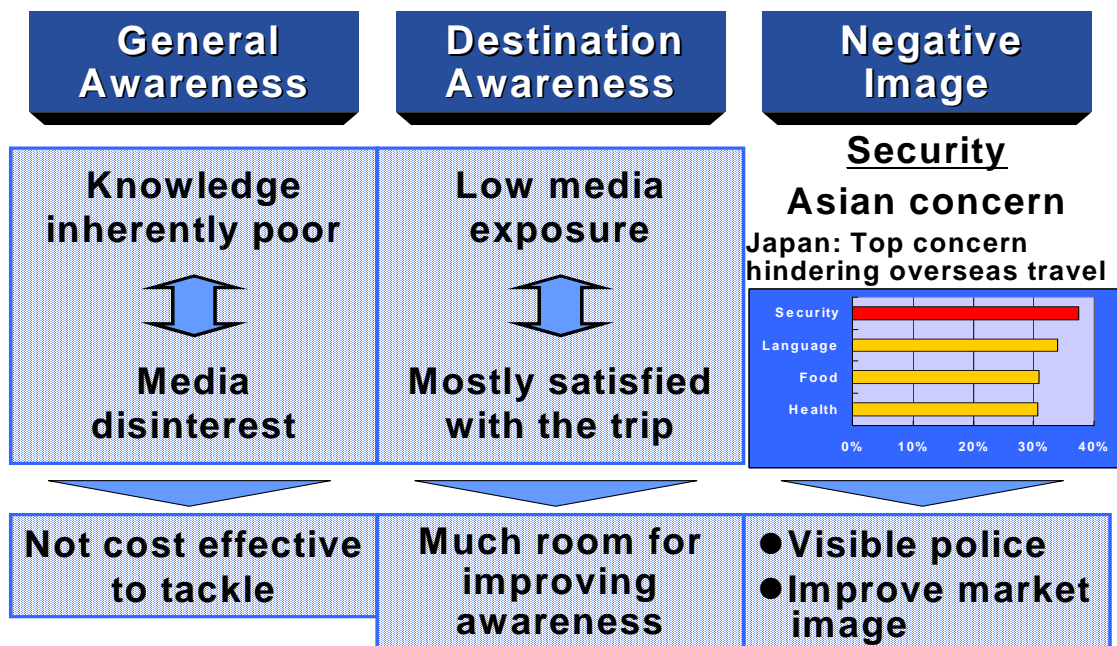 General
Awareness
Destination
Awareness
Negative
Image
Knowledge
inherently poor
Media
disinterest
Low media
exposure
Mostly satisfied
with the trip
Security
Asian concern
Japan: Top concern
hindering overseas travel
Security
Language
Food
Health
0% 10% 20% 30% 40%
Not cost effective
to tackle
Much room for
improving
awareness
●Visible police
●Improve market
image